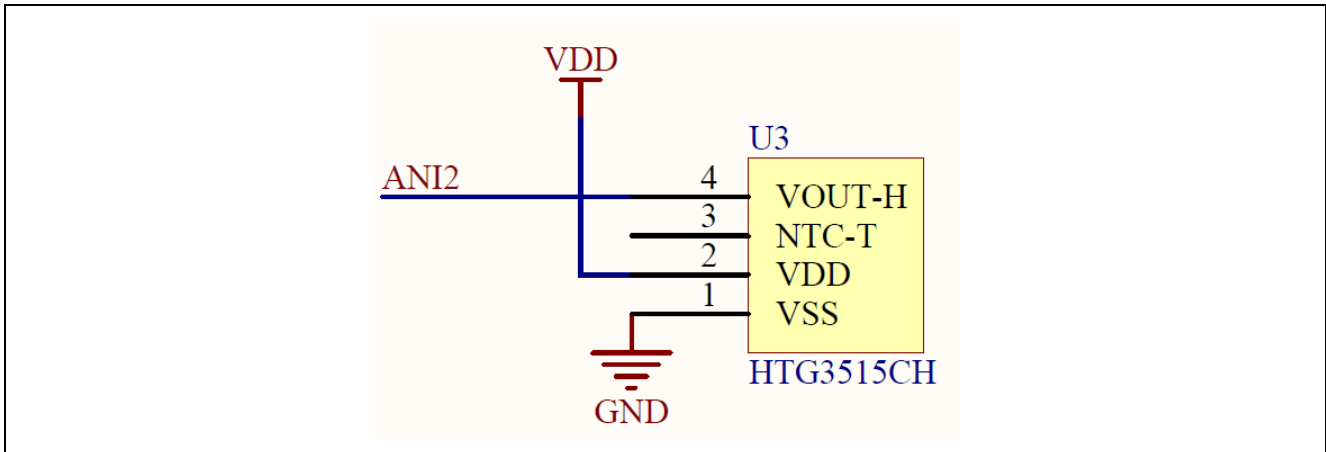 VDD
U3
ANI2
4 VOUT-H
3 NTC-T
2 VDD
1 VSS
HTG3515CH
GND